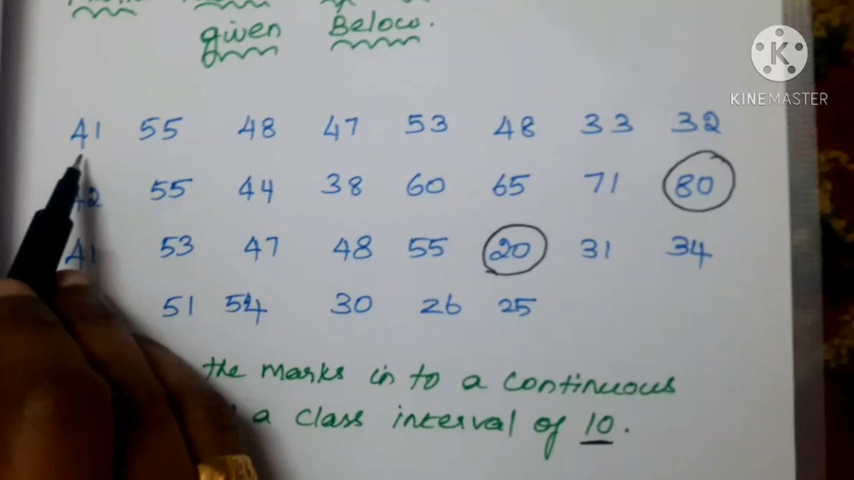 given Below.
K
KINEMASTER
41 55 48 47 53 48 33 32
42 55 44 38 60 65 71 80
41 53 47 48 55 20 31 34
51 54 30 26 25
the marks in to a continuous
a class interval of 10.